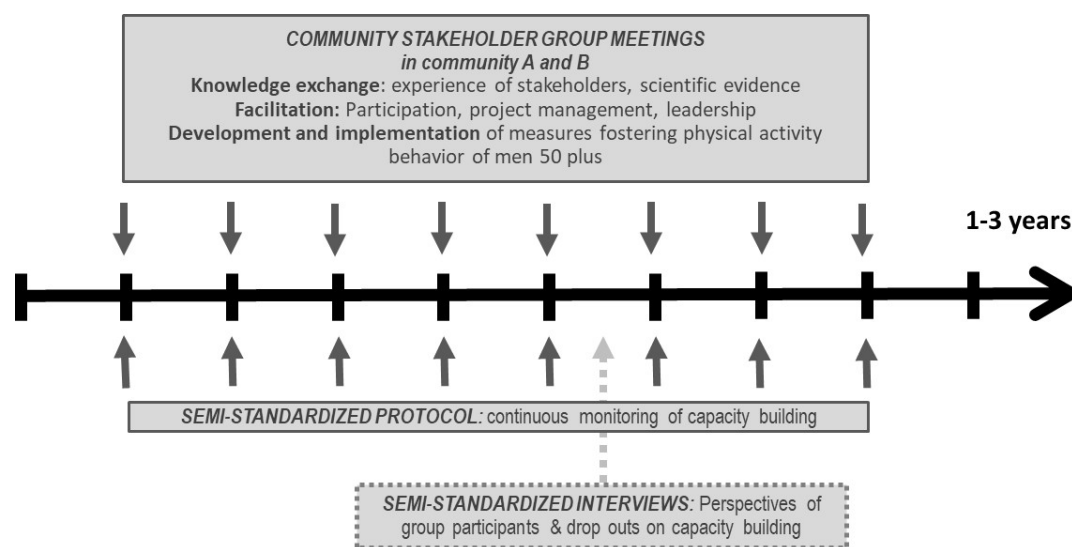 COMMUNITY STAKEHOLDER GROUP MEETINGS
in community A and B
Knowledge exchange: experience of stakeholders, scientific evidence
Facilitation: Participation, project management, leadership
Development and implementation of measures fostering physical activity
behavior of men 50 plus
1-3 years
SEMI-STANDARDIZED PROTOCOL: continuous monitoring of capacity building
SEMI-STANDARDIZED INTERVIEWS: Perspectives of
group participants & drop outs on capacity building